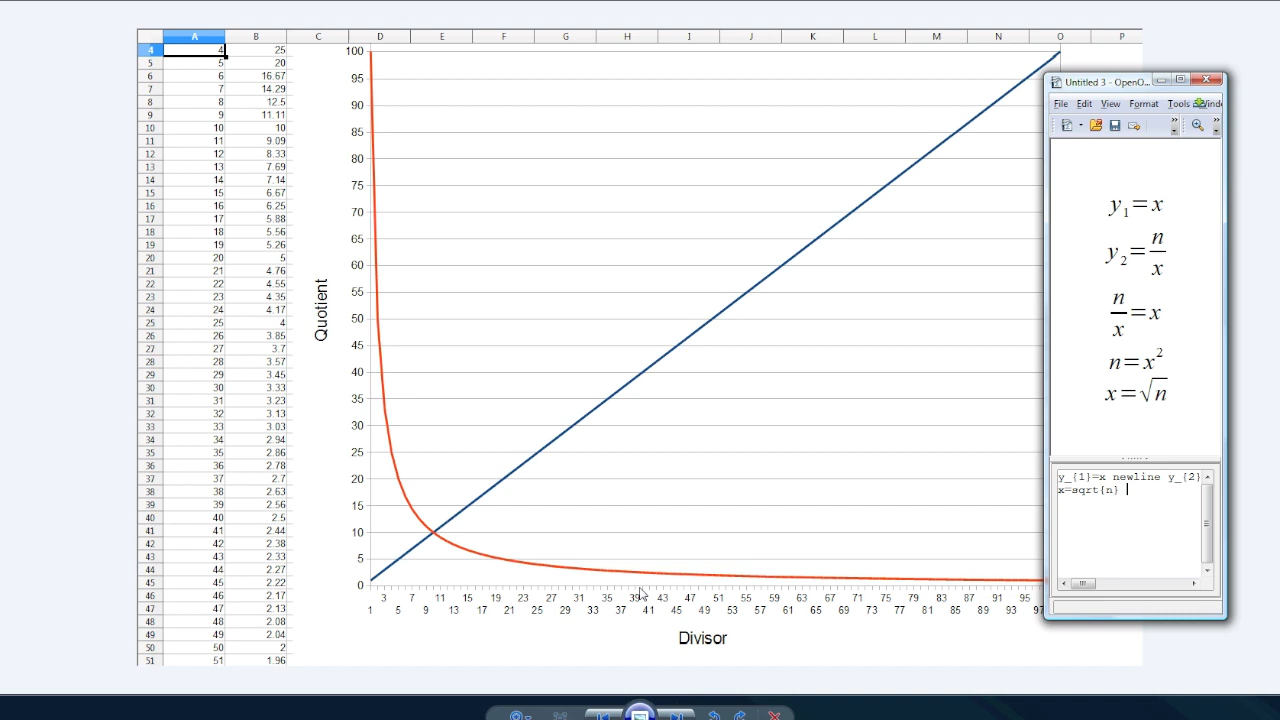 A B C D E F G H I J K L M N O P
4 4 25
5 5 20
6 6 16.67
7 7 14.29
8 8 12.5
9 9 11.11
10 10 10
11 11 9.09
12 12 8.33
13 13 7.69
14 14 7.14
15 15 6.67
16 16 6.25
17 17 5.88
18 18 5.56
19 19 5.26
20 20 5
21 21 4.76
22 22 4.55
23 23 4.35
24 24 4.17
25 25 4
26 26 3.85
27 27 3.7
28 28 3.57
29 29 3.45
30 30 3.33
31 31 3.23
32 32 3.13
33 33 3.03
34 34 2.94
35 35 2.86
36 36 2.78
37 37 2.7
38 38 2.63
39 39 2.56
40 40 2.5
41 41 2.44
42 42 2.38
43 43 2.33
44 44 2.27
45 45 2.22
46 46 2.17
47 47 2.13
48 48 2.08
49 49 2.04
50 50 2
51 51 1.96
Quotient
100
95
90
85
80
75
70
65
60
55
50
45
40
35
30
25
20
15
10
5
0
3 7 11 15 19 23 27 31 35 39 43 47 51 55 59 63 67 71 75 79 83 87 91 95
1 5 9 13 17 21 25 29 33 37 41 45 49 53 57 61 65 69 73 77 81 85 89 93 97
Divisor
Untitled 3 - OpenO...
File Edit View Format Tools Windo
y₁=x
y₂=n/x
n/x=x
n=x²
x=√n
y_{1}=x newline y_{2}
x=sqrt{n}